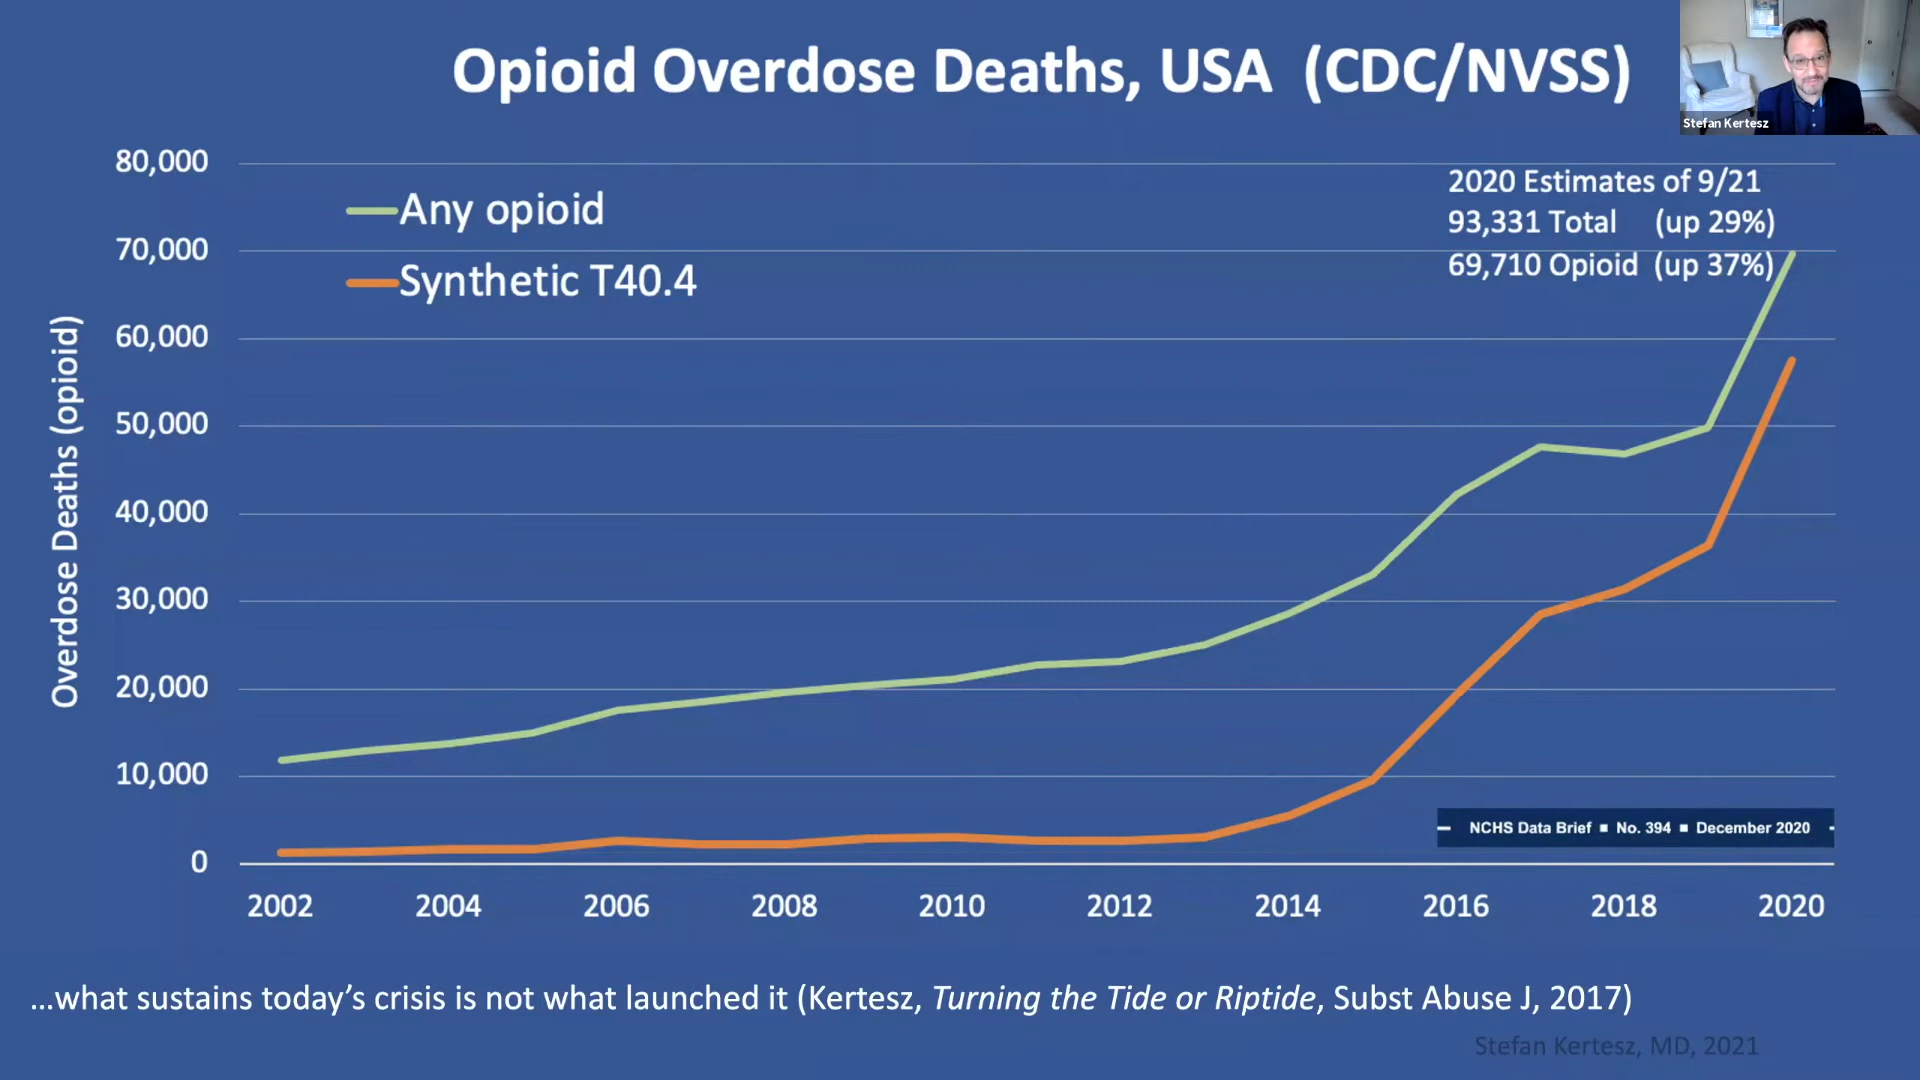 Opioid Overdose Deaths, USA (CDC/NVSS)
Stefan Kertesz
80,000
70,000
60,000
50,000
40,000
30,000
20,000
10,000
0
Overdose Deaths (opioid)
Any opioid
Synthetic T40.4
2020 Estimates of 9/21
93,331 Total (up 29%)
69,710 Opioid (up 37%)
NCHS Data Brief ■ No. 394 ■ December 2020
2002 2004 2006 2008 2010 2012 2014 2016 2018 2020
...what sustains today's crisis is not what launched it (Kertesz, Turning the Tide or Riptide, Subst Abuse J, 2017)
Stefan Kertesz, MD, 2021